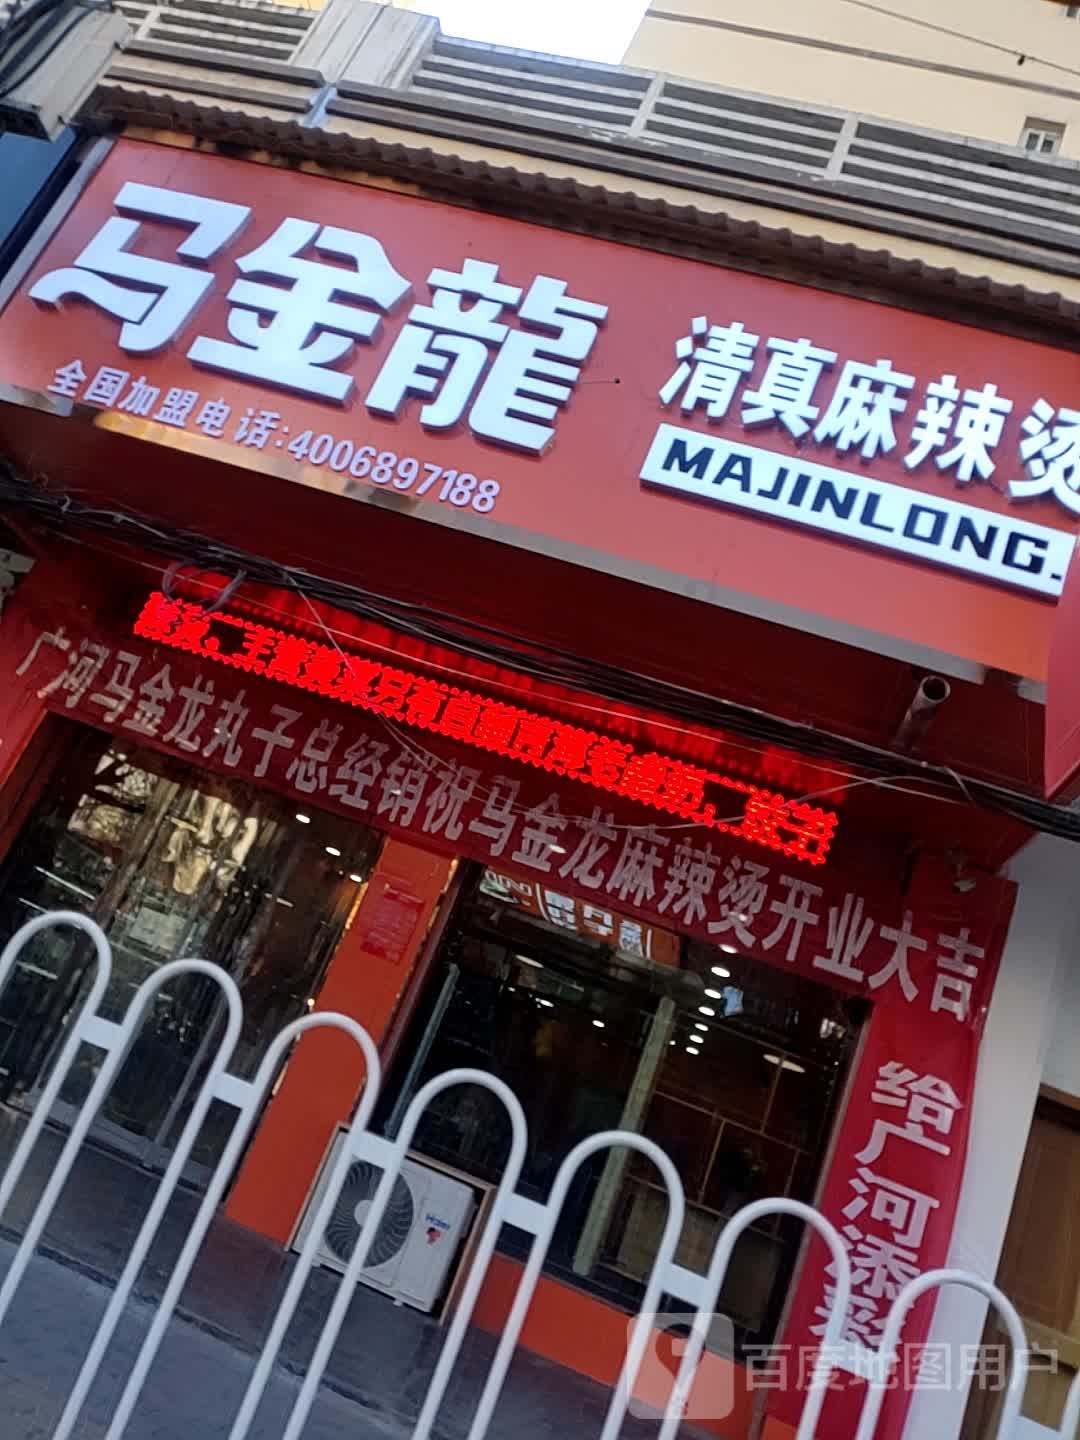 马金龍
清真麻辣烫
MAJINLONG.
全国加盟电话:4006897188
广河马金龙丸子总经销祝马金龙麻辣烫开业大吉
给广河添彩
Haier
百度地图用户